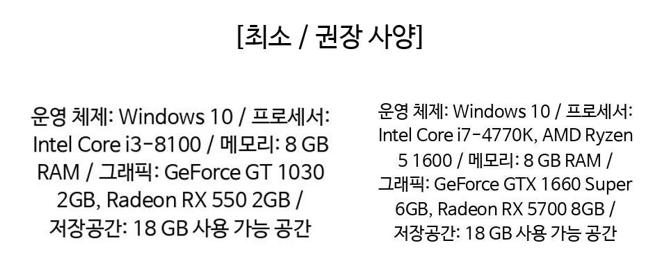 [최소 / 권장 사양]
운영 체제: Windows 10 / 프로세서:
Intel Core i3-8100 / 메모리: 8 GB
RAM / 그래픽: GeForce GT 1030
2GB, Radeon RX 550 2GB /
저장공간: 18 GB 사용 가능 공간
운영 체제: Windows 10 / 프로세서:
Intel Core i7-4770K, AMD Ryzen
5 1600 / 메모리: 8 GB RAM /
그래픽: GeForce GTX 1660 Super
6GB, Radeon RX 5700 8GB /
저장공간: 18 GB 사용 가능 공간